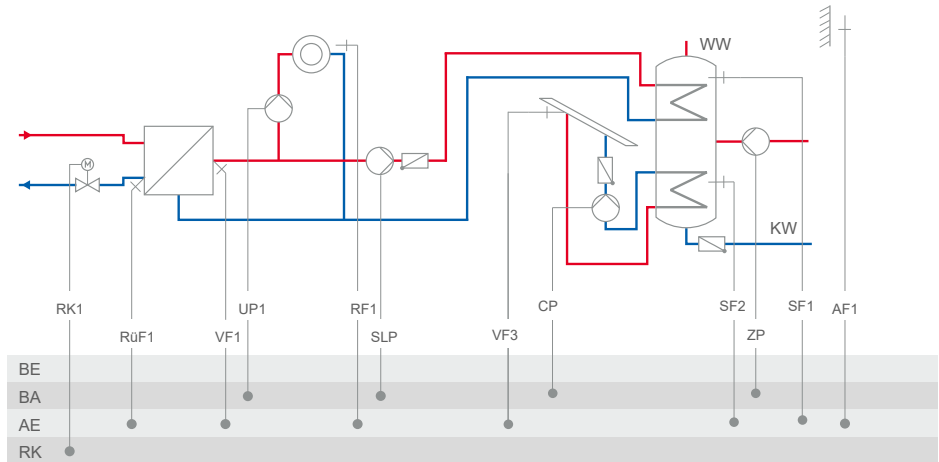 WW
M
KW
RK1
UP1
RF1
CP
SF2
SF1
AF1
RüF1
VF1
SLP
VF3
ZP
BE
BA
AE
RK